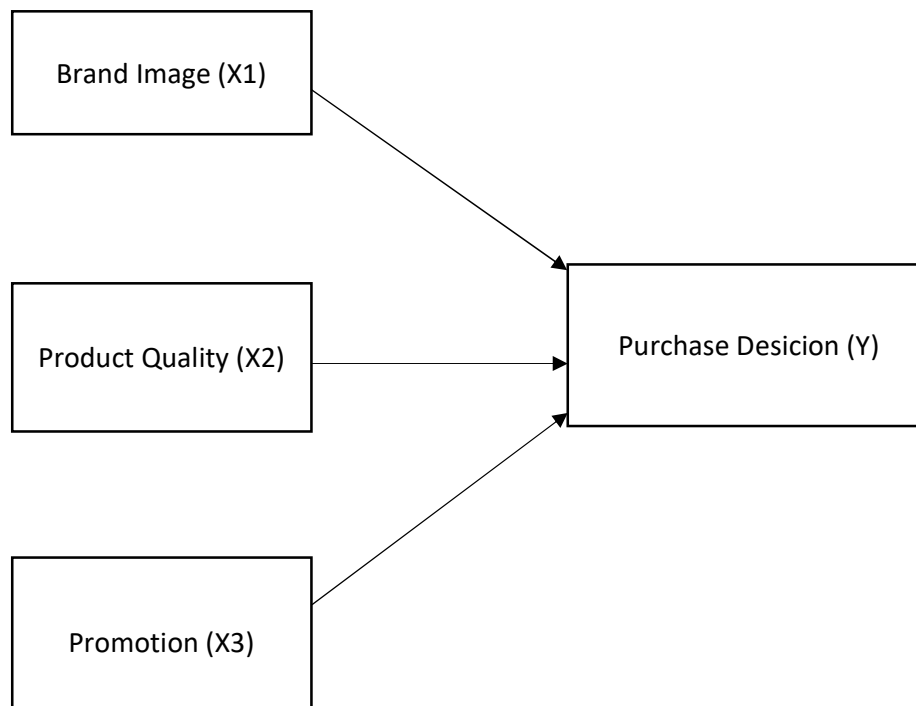 Brand Image (X1)
Product Quality (X2)
Purchase Desicion (Y)
Promotion (X3)